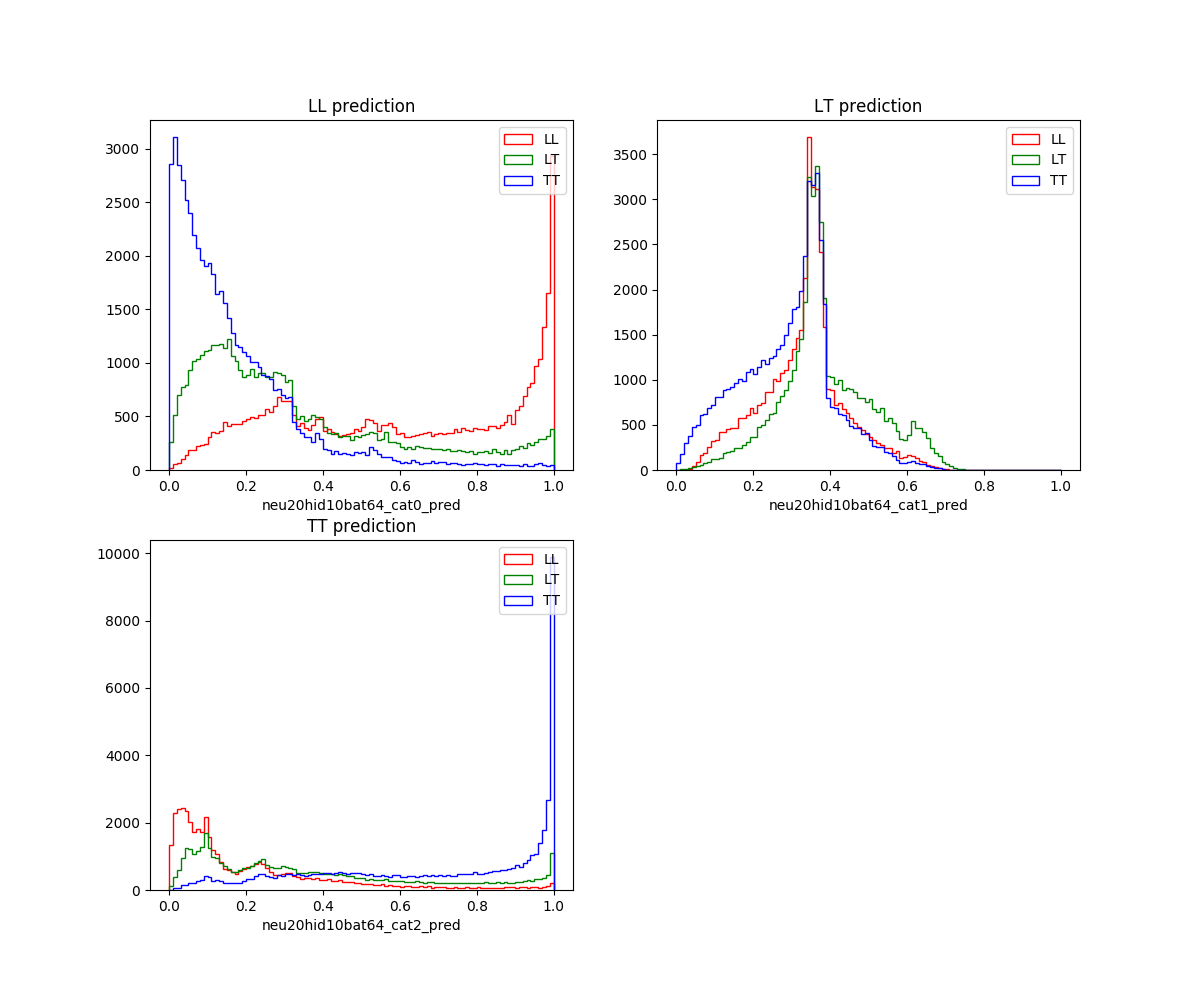 LL prediction
LT prediction
LL
LT
TT
LL
LT
TT
3000
2500
2000
1500
1000
500
0
3500
3000
2500
2000
1500
1000
500
0
0.0 0.2 0.4 0.6 0.8 1.0
0.0 0.2 0.4 0.6 0.8 1.0
neu20hid10bat64_cat0_pred
neu20hid10bat64_cat1_pred
TT prediction
LL
LT
TT
10000
8000
6000
4000
2000
0
0.0 0.2 0.4 0.6 0.8 1.0
neu20hid10bat64_cat2_pred